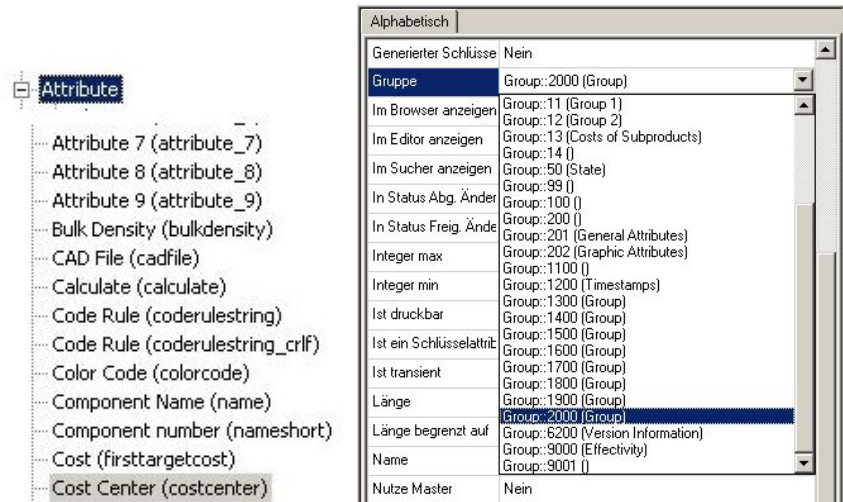 Attribute
Attribute 7 (attribute_7)
Attribute 8 (attribute_8)
Attribute 9 (attribute_9)
Bulk Density (bulkdensity)
CAD File (cadfile)
Calculate (calculate)
Code Rule (coderulestring)
Code Rule (coderulestring_crlf)
Color Code (colorcode)
Component Name (name)
Component number (nameshort)
Cost (firsttargetcost)
Cost Center (costcenter)
Alphabetisch
Generierter Schlüsse Nein
Gruppe Group::2000 (Group)
Im Browser anzeigen
Im Editor anzeigen
Im Sucher anzeigen
In Status Abg. Änder
In Status Freig. Ände
Integer max
Integer min
Ist druckbar
Ist ein Schlüsselattrib
Ist transient
Länge
Länge begrenzt auf
Name
Nutze Master Nein
Group::11 (Group 1)
Group::12 (Group 2)
Group::13 (Costs of Subproducts)
Group::14 ()
Group::50 (State)
Group::99 ()
Group::100 ()
Group::200 ()
Group::201 (General Attributes)
Group::202 (Graphic Attributes)
Group::1100 ()
Group::1200 (Timestamps)
Group::1300 (Group)
Group::1400 (Group)
Group::1500 (Group)
Group::1600 (Group)
Group::1700 (Group)
Group::1800 (Group)
Group::1900 (Group)
Group::2000 (Group)
Group::6200 (Version Information)
Group::9000 (Effectivity)
Group::9001 ()